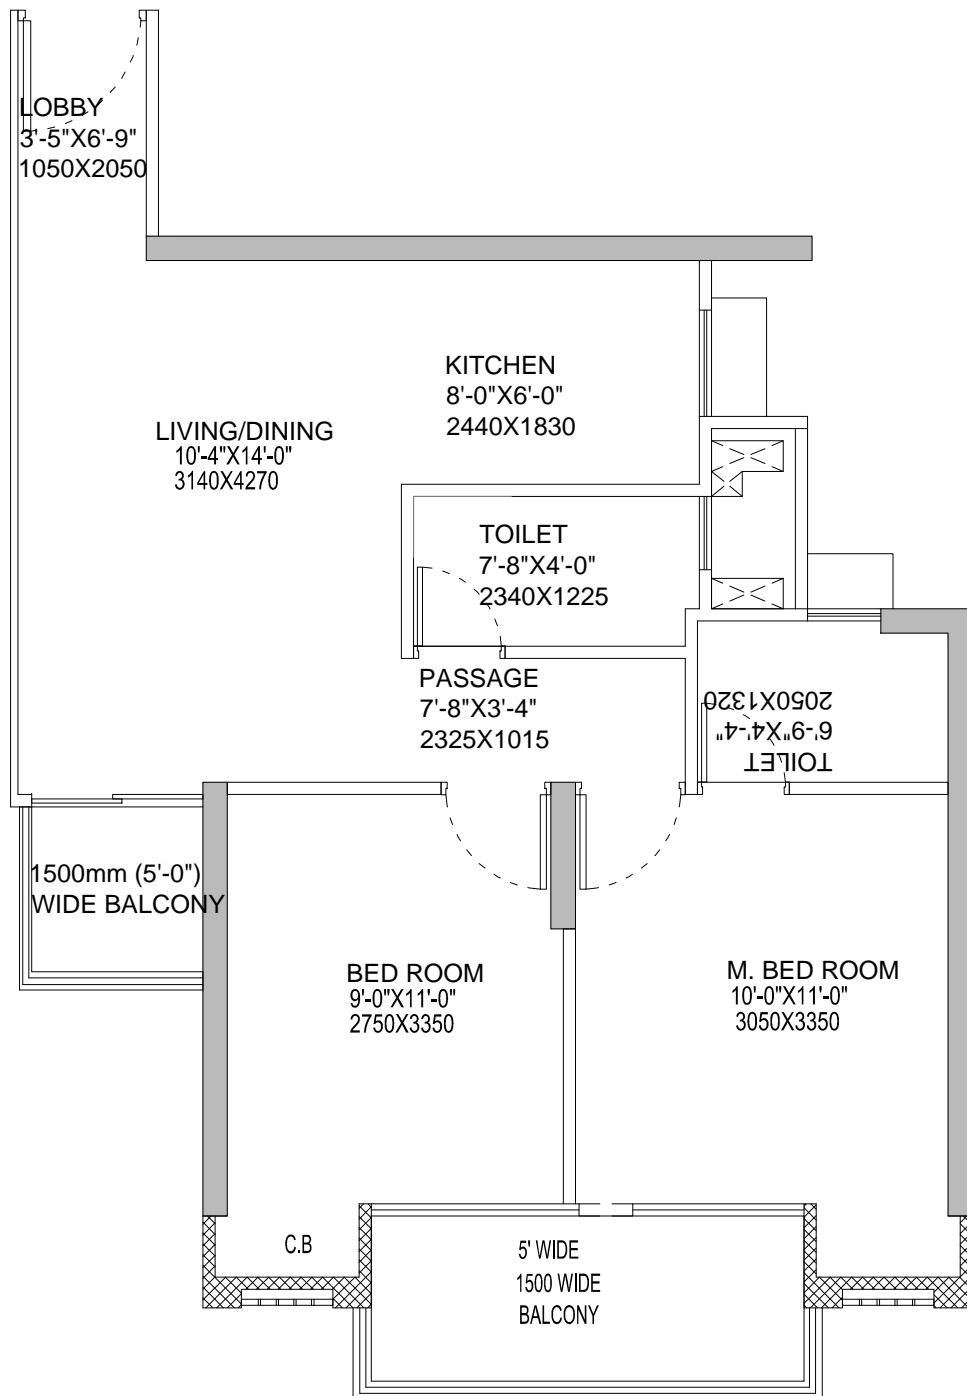 LOBBY
3'-5"X6'-9"
1050X2050
KITCHEN
8'-0"X6'-0"
2440X1830
LIVING/DINING
10'-4"X14'-0"
3140X4270
TOILET
7'-8"X4'-0"
2340X1225
PASSAGE
7'-8"X3'-4"
2325X1015
TOILET
6'-9"X4'-4"
2050X1320
1500mm (5'-0")
WIDE BALCONY
BED ROOM
9'-0"X11'-0"
2750X3350
M. BED ROOM
10'-0"X11'-0"
3050X3350
C.B
5' WIDE
1500 WIDE
BALCONY